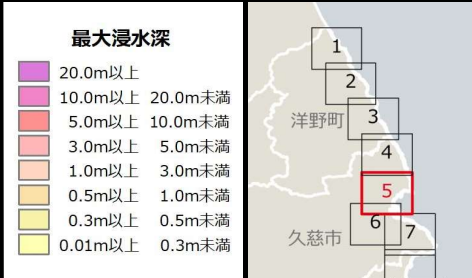 最大浸水深
20.0m以上
10.0m以上 20.0m未満
5.0m以上 10.0m未満
3.0m以上 5.0m未満
1.0m以上 3.0m未満
0.5m以上 1.0m未満
0.3m以上 0.5m未満
0.01m以上 0.3m未満
1
2
3
洋野町
4
5
6
7
久慈市